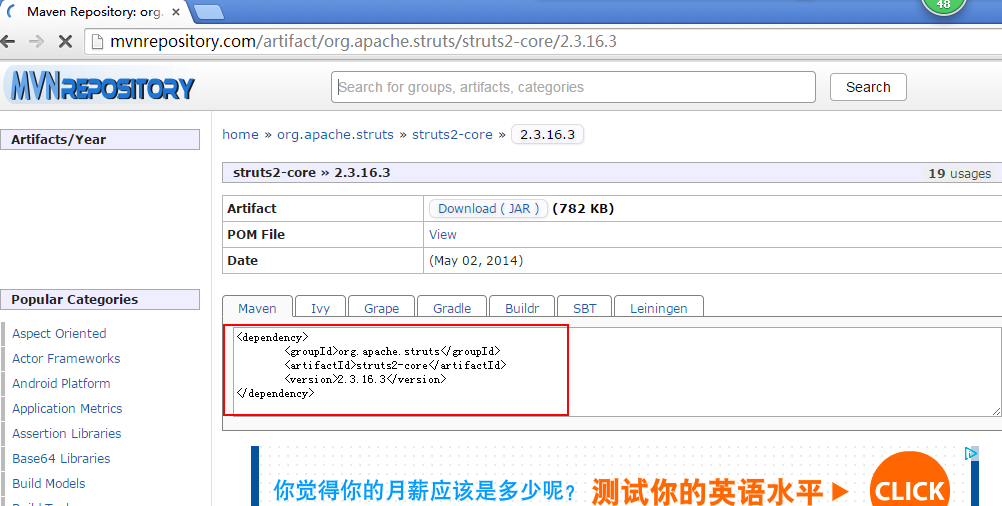 Maven Repository: org.
48
mvnrepository.com/artifact/org.apache.struts/struts2-core/2.3.16.3
MVNREPOSITORY
Search for groups, artifacts, categories
Search
Artifacts/Year
home » org.apache.struts » struts2-core » 2.3.16.3
struts2-core » 2.3.16.3
19 usages
Artifact Download ( JAR ) (782 KB)
POM File View
Date (May 02, 2014)
Popular Categories
Aspect Oriented
Actor Frameworks
Android Platform
Application Metrics
Assertion Libraries
Base64 Libraries
Build Models
Maven Ivy Grape Gradle Buildr SBT Leiningen
<dependency>
<groupId>org.apache.struts</groupId>
<artifactId>struts2-core</artifactId>
<version>2.3.16.3</version>
</dependency>
你觉得你的月薪应该是多少呢？ 测试你的英语水平 CLICK